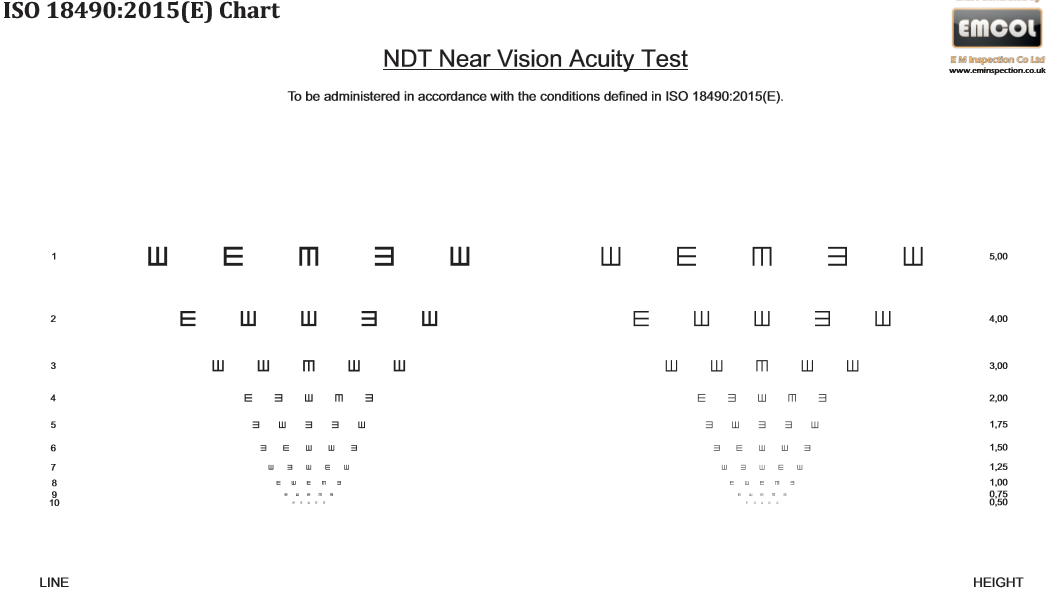 ISO 18490:2015(E) Chart
EMCOL
E M Inspection Co Ltd
www.eminspection.co.uk
NDT Near Vision Acuity Test
To be administered in accordance with the conditions defined in ISO 18490:2015(E).
1 Ш E m Ǝ Ш Ш E m Ǝ Ш 5,00
2 E Ш Ш Ǝ Ш E Ш Ш Ǝ Ш 4,00
3 Ш Ш m Ш Ш Ш Ш m Ш Ш 3,00
4 E Ǝ Ш m Ǝ E Ǝ Ш m Ǝ 2,00
5 Ǝ Ш Ǝ Ǝ Ш Ǝ Ш Ǝ Ǝ Ш 1,75
6 Ǝ E Ш Ш Ǝ Ǝ E Ш Ш Ǝ 1,50
7 Ш Ǝ Ш E Ш Ш Ǝ Ш E Ш 1,25
8 E Ш E m Ǝ E Ш E m Ǝ 1,00
9 0,75
10 0,50
LINE HEIGHT